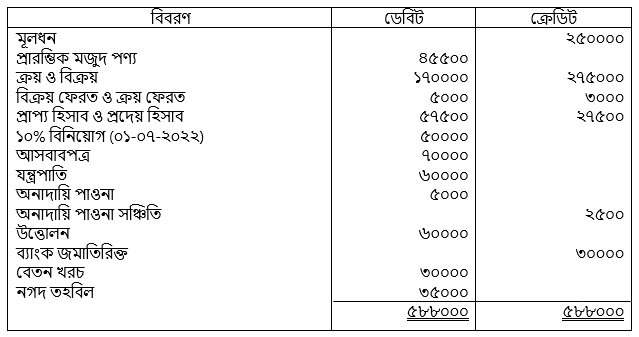 বিবরণ ডেবিট ক্রেডিট
মূলধন ২৫০০০০
প্রারম্ভিক মজুদ পণ্য ৪৫৫০০
ক্রয় ও বিক্রয় ১৭০০০০ ২৭৫০০০
বিক্রয় ফেরত ও ক্রয় ফেরত ৫০০০ ৩০০০
প্রাপ্য হিসাব ও প্রদেয় হিসাব ৫৭৫০০ ২৭৫০০
১০% বিনিয়োগ (০১-০৭-২০২২) ৫০০০০
আসবাবপত্র ৭০০০০
যন্ত্রপাতি ৬০০০০
অনাদায়ি পাওনা ৫০০০
অনাদায়ি পাওনা সঞ্চিতি ২৫০০
উত্তোলন ৬০০০০
ব্যাংক জমাতিরিক্ত ৩০০০০
বেতন খরচ ৩০০০০
নগদ তহবিল ৩৫০০০
৫৮৮০০০ ৫৮৮০০০